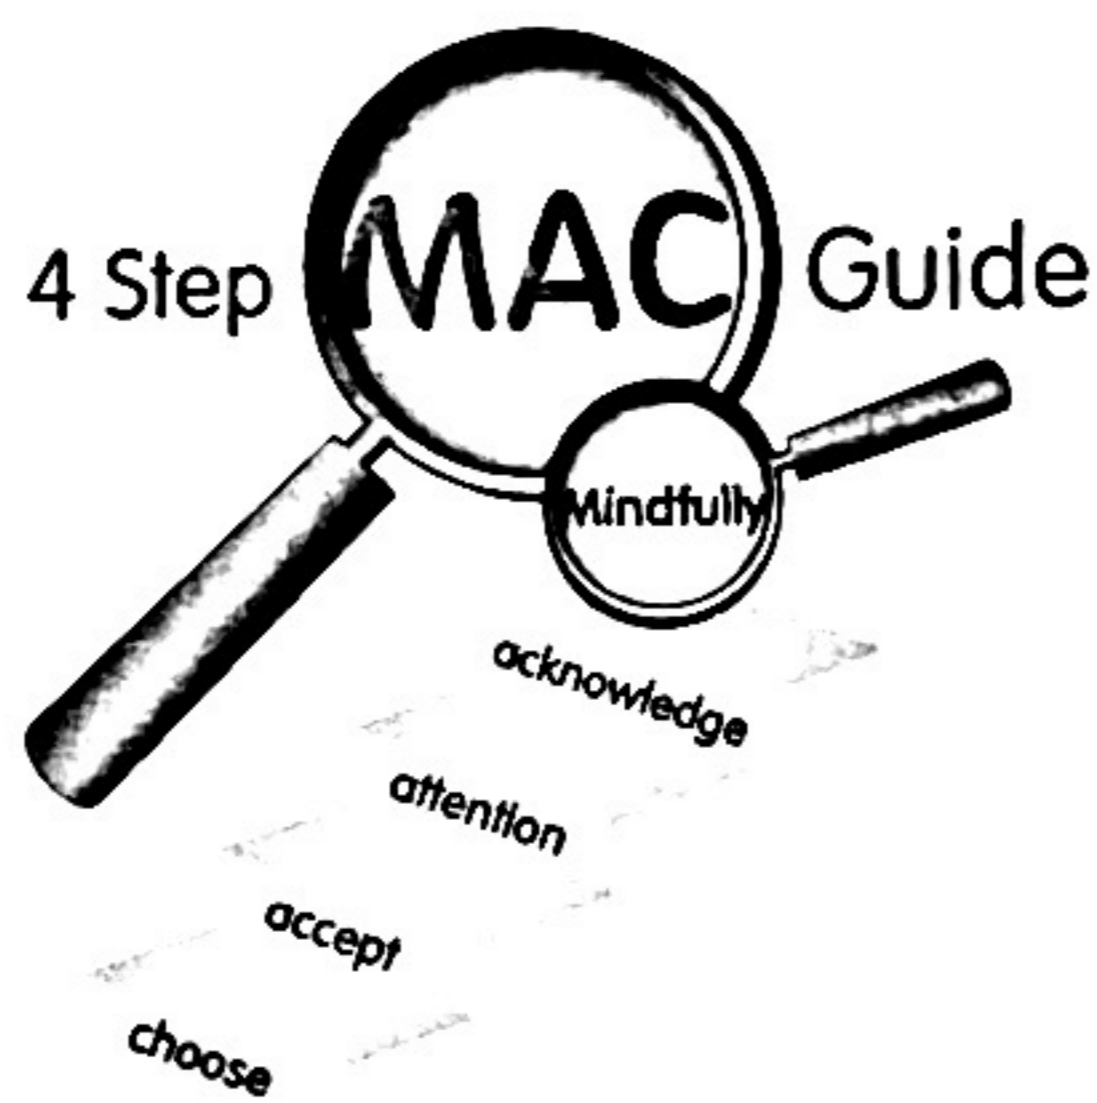 4 Step MAC Guide
Mindfully
acknowledge
attention
accept
choose